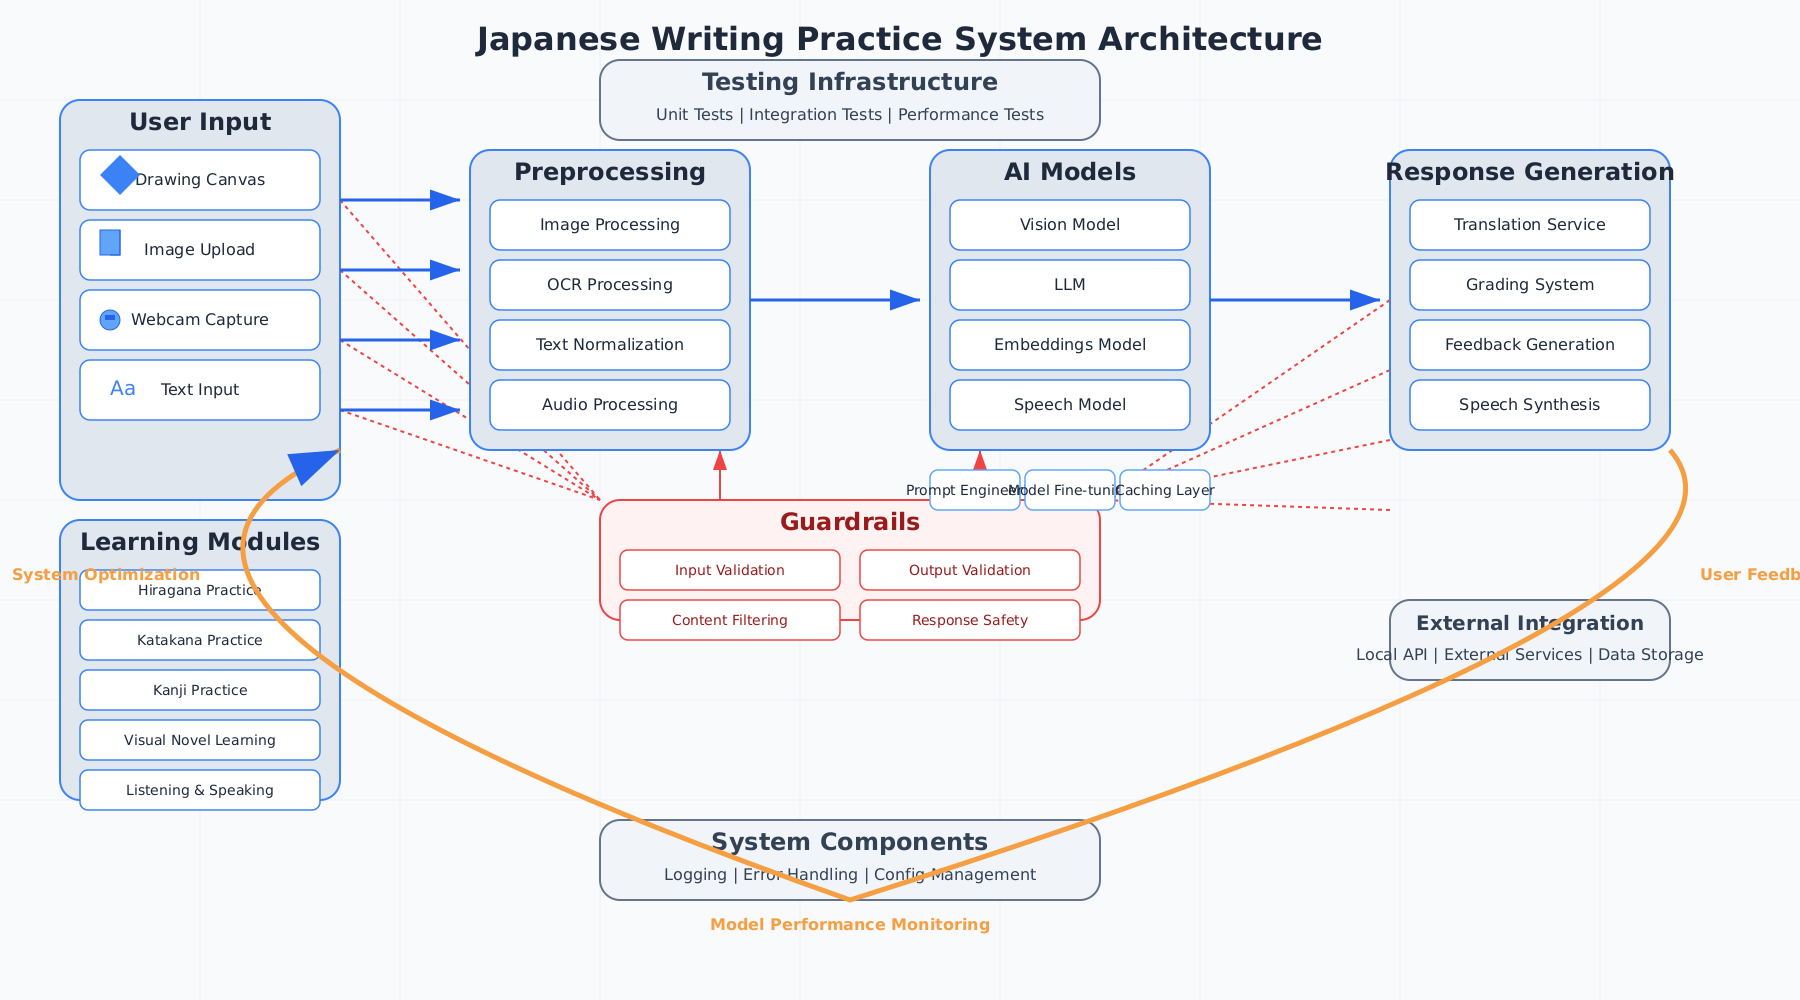 Japanese Writing Practice System Architecture
Testing Infrastructure
Unit Tests | Integration Tests | Performance Tests
User Input
Drawing Canvas
Image Upload
Webcam Capture
Aa Text Input
Preprocessing
Image Processing
OCR Processing
Text Normalization
Audio Processing
AI Models
Vision Model
LLM
Embeddings Model
Speech Model
Response Generation
Translation Service
Grading System
Feedback Generation
Speech Synthesis
Prompt Engineer
Model Fine-tuni
Caching Layer
Guardrails
Input Validation
Output Validation
Content Filtering
Response Safety
Learning Modules
System Optimization
Hiragana Practice
Katakana Practice
Kanji Practice
Visual Novel Learning
Listening & Speaking
User Feedb
External Integration
Local API | External Services | Data Storage
System Components
Logging | Error Handling | Config Management
Model Performance Monitoring